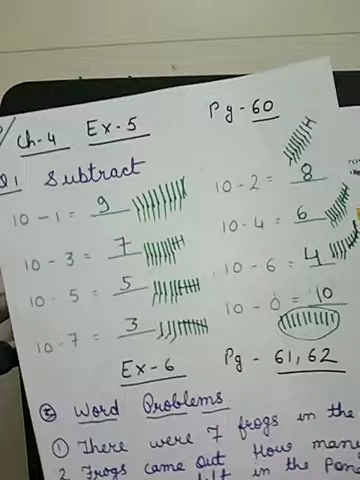 Ch-4 Ex-5 Pg-60
Q1 Subtract
10 - 1 = 9
10 - 2 = 8
10 - 3 = 7
10 - 4 = 6
10 - 5 = 5
10 - 6 = 4
10 - 7 = 3
10 - 0 = 10
Ex-6 Pg-61,62
Word Problems
① There were 7 frogs in the
2 Frogs came out How many
left in the Pond